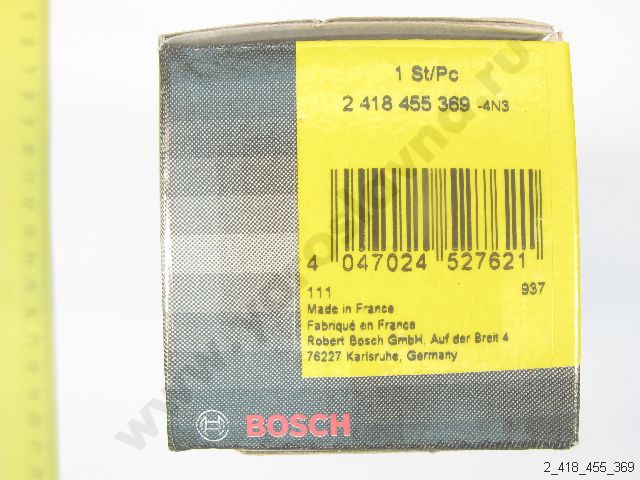 1 St/Pc
2 418 455 369 -4N3
4 047024 527621
111 937
Made in France
Fabriqué en France
Robert Bosch GmbH, Auf der Breit 4
76227 Karlsruhe, Germany
BOSCH
2_418_455_369